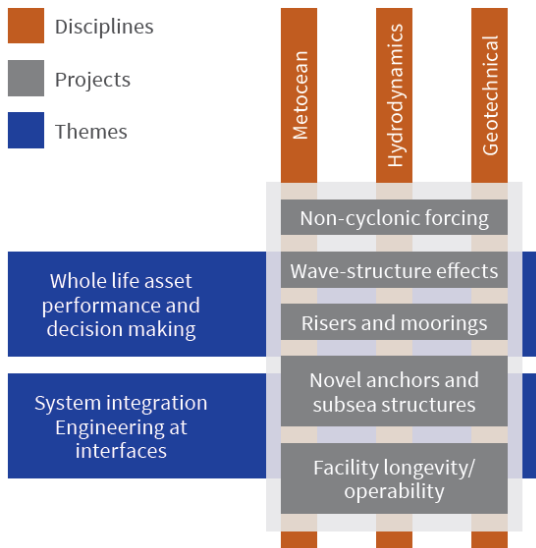 Disciplines
Projects
Themes
Metocean
Hydrodynamics
Geotechnical
Non-cyclonic forcing
Wave-structure effects
Risers and moorings
Novel anchors and
subsea structures
Facility longevity/
operability
Whole life asset
performance and
decision making
System integration
Engineering at
interfaces